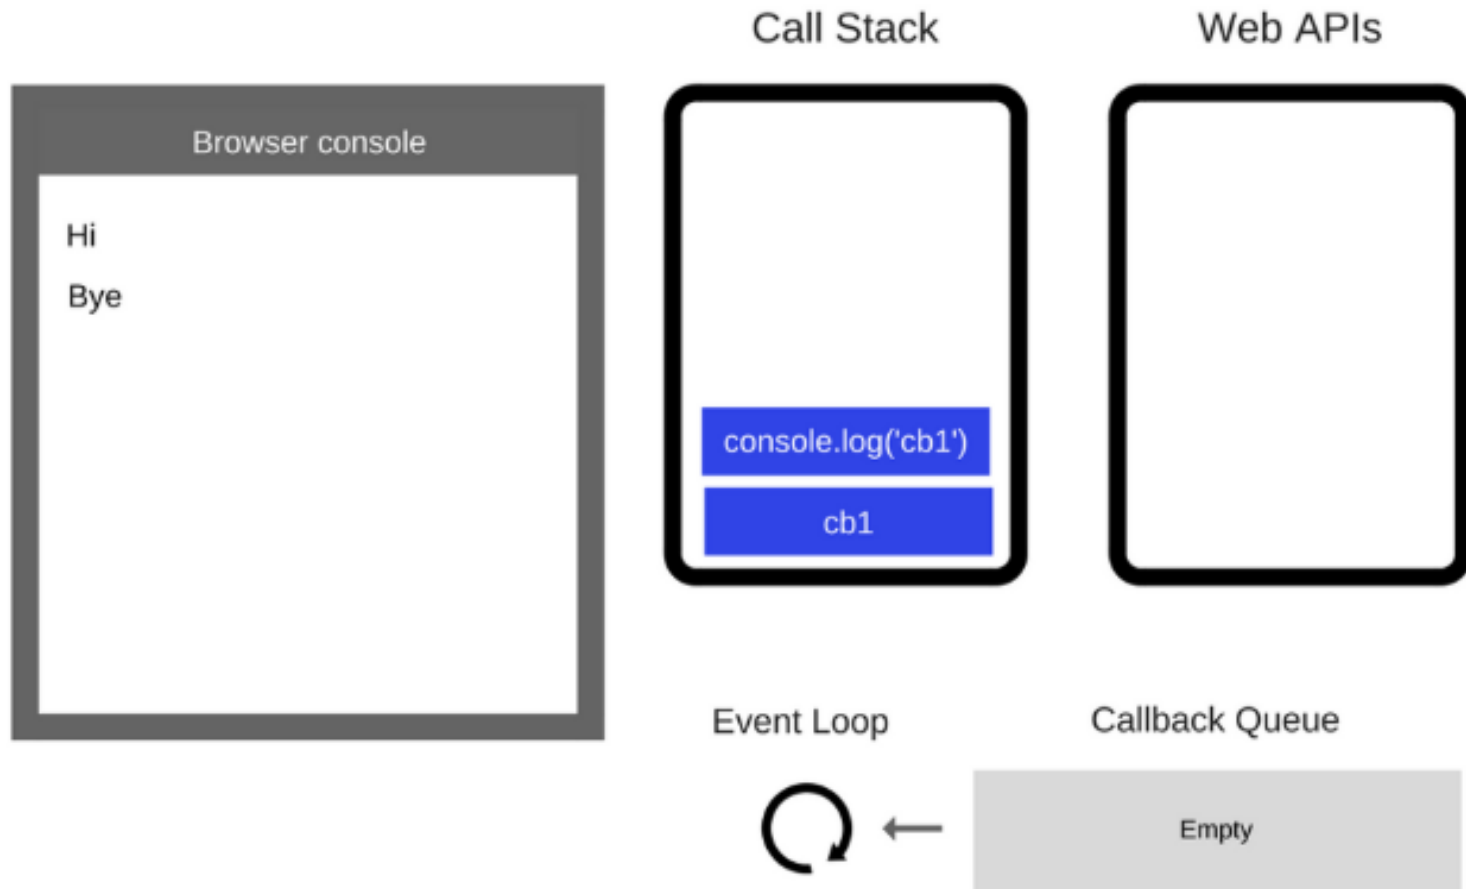 Call Stack
Web APIs
Browser console
Hi
Bye
console.log('cb1')
cb1
Event Loop
Callback Queue
Empty